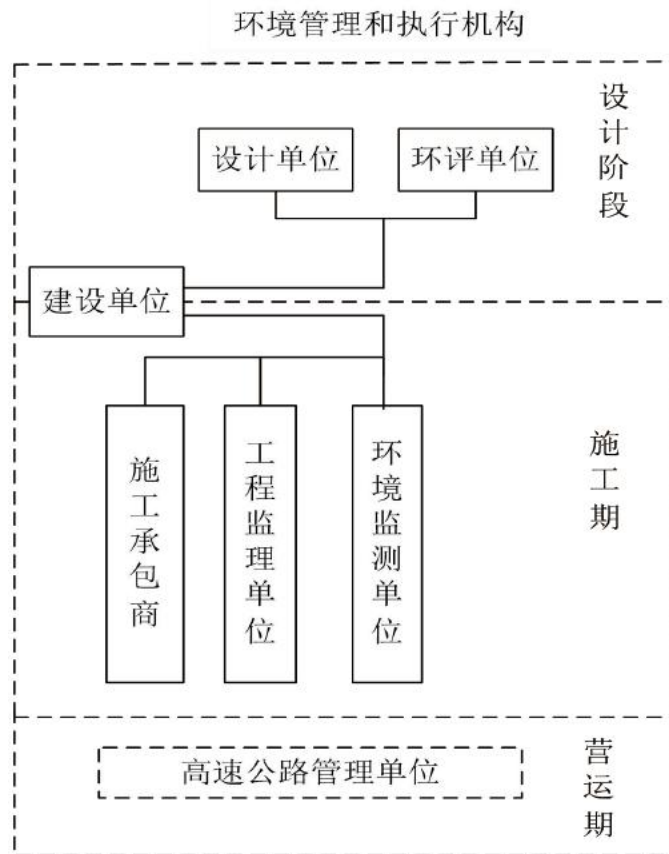 环境管理和执行机构
设计阶段
设计单位
环评单位
建设单位
施工承包商
工程监理单位
环境监测单位
施工期
高速公路管理单位
营运期